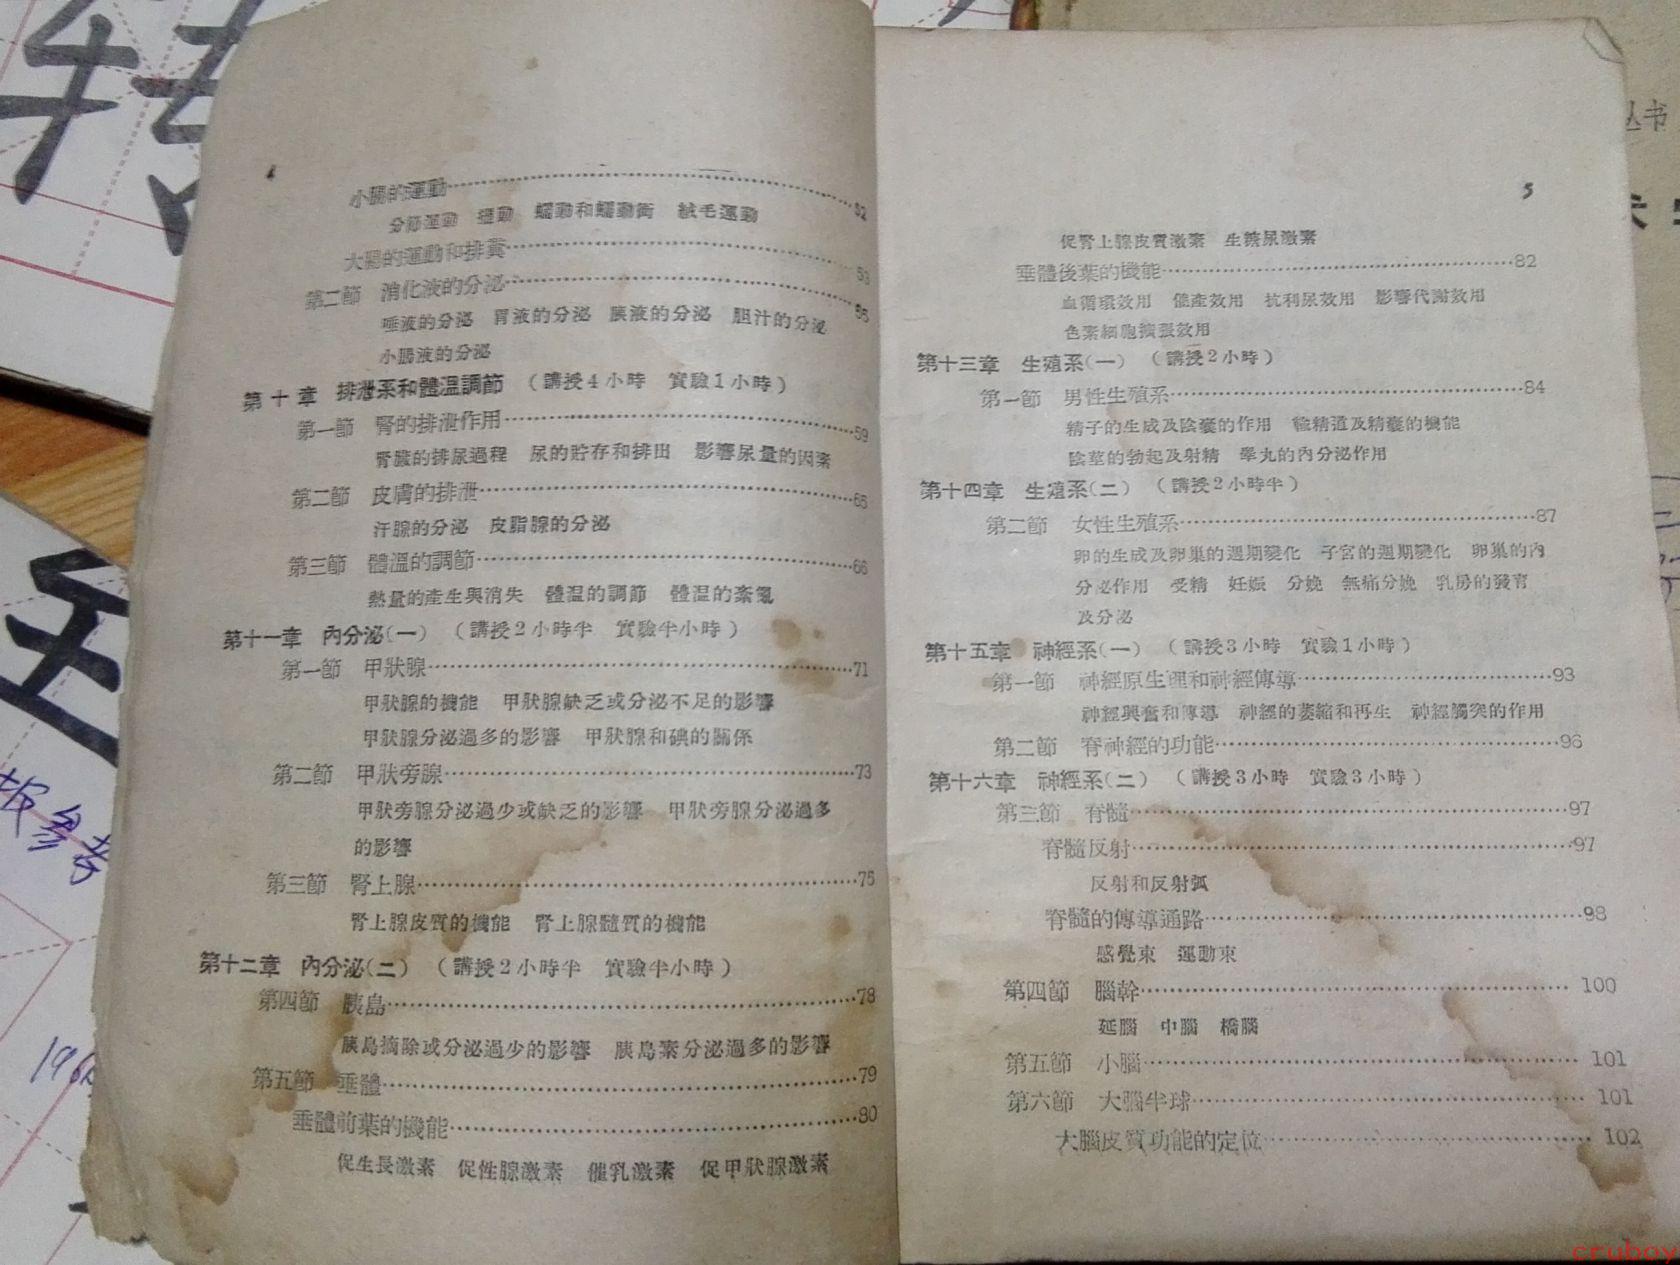 4
小腸的運動……52
分節運動　擺動　蠕動和蠕動衝　絨毛運動
大腸的運動和排糞……53
第二節　消化液的分泌……55
唾液的分泌　胃液的分泌　胰液的分泌　胆汁的分泌
小腸液的分泌
第十章　排泄系和體溫調節　（講授4小時　實驗1小時）
第一節　腎的排泄作用……59
腎臟的排尿過程　尿的貯存和排出　影響尿量的因素
第二節　皮膚的排泄……65
汗腺的分泌　皮脂腺的分泌
第三節　體溫的調節……66
熱量的產生與消失　體溫的調節　體溫的紊亂
第十一章　內分泌（一）　（講授2小時半　實驗半小時）
第一節　甲狀腺……71
甲狀腺的機能　甲狀腺缺乏或分泌不足的影響
甲狀腺分泌過多的影響　甲狀腺和碘的關係
第二節　甲狀旁腺……73
甲狀旁腺分泌過少或缺乏的影響　甲狀旁腺分泌過多
的影響
第三節　腎上腺……75
腎上腺皮質的機能　腎上腺髓質的機能
第十二章　內分泌（二）　（講授2小時半　實驗半小時）
第四節　胰島……78
胰島摘除或分泌過少的影響　胰島素分泌過多的影響
第五節　垂體……79
垂體前葉的機能……80
促生長激素　促性腺激素　催乳激素　促甲狀腺激素
5
促腎上腺皮質激素　生糖尿激素
垂體後葉的機能……82
血循環效用　催產效用　抗利尿效用　影響代謝效用
色素細胞擴張效用
第十三章　生殖系（一）　（講授2小時）
第一節　男性生殖系……84
精子的生成及陰囊的作用　輸精道及精囊的機能
陰莖的勃起及射精　睾丸的內分泌作用
第十四章　生殖系（二）　（講授2小時半）
第二節　女性生殖系……87
卵的生成及卵巢的週期變化　子宮的週期變化　卵巢的內
分泌作用　受精　妊娠　分娩　無痛分娩　乳房的發育
及分泌
第十五章　神經系（一）　（講授3小時　實驗1小時）
第一節　神經原生理和神經傳導……93
神經興奮和傳導　神經的萎縮和再生　神經觸突的作用
第二節　脊神經的功能……96
第十六章　神經系（二）　（講授3小時　實驗3小時）
第三節　脊髓……97
脊髓反射……97
反射和反射弧
脊髓的傳導通路……98
感覺束　運動束
第四節　腦幹……100
延腦　中腦　橋腦
第五節　小腦……101
第六節　大腦半球……101
大腦皮質功能的定位……102
丛书
cruboy